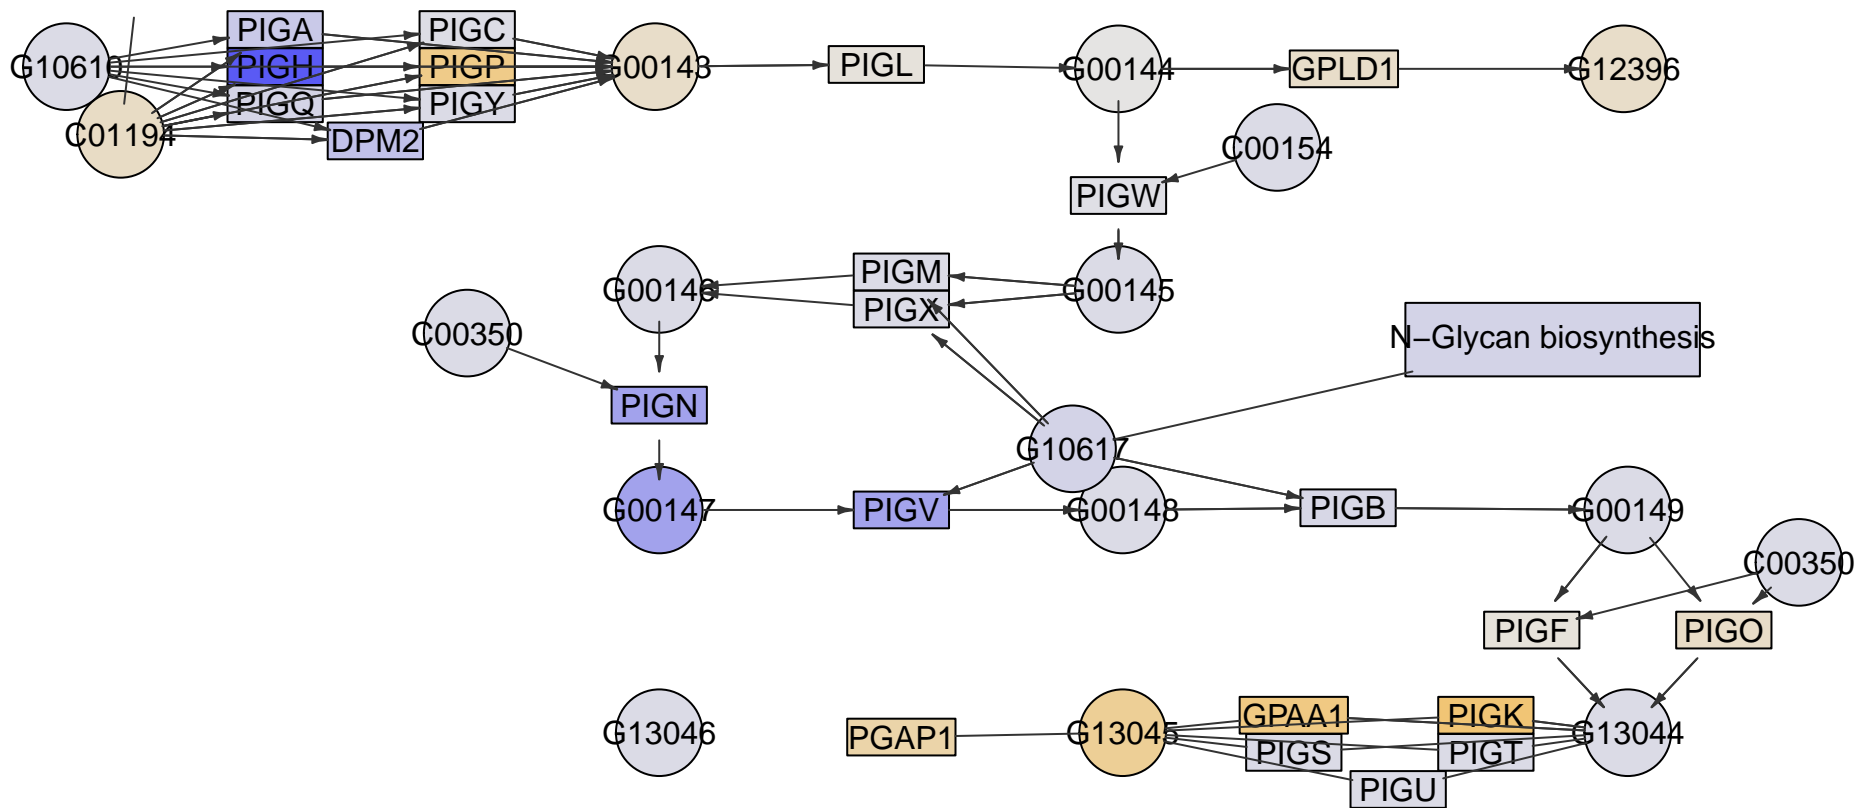 PIGA
PIGC
G10610
PIGH
PIGP
G00143
PIGL
G00144
GPLD1
G12396
PIGQ
PIGY
C01194
DPM2
C00154
PIGW
PIGM
G00146
G00145
PIGX
C00350
N−Glycan biosynthesis
PIGN
G10617
G00147
PIGV
G00148
PIGB
G00149
C00350
PIGF
PIGO
GPAA1
PIGK
G13046
PGAP1
G13045
G13044
PIGS
PIGT
PIGU